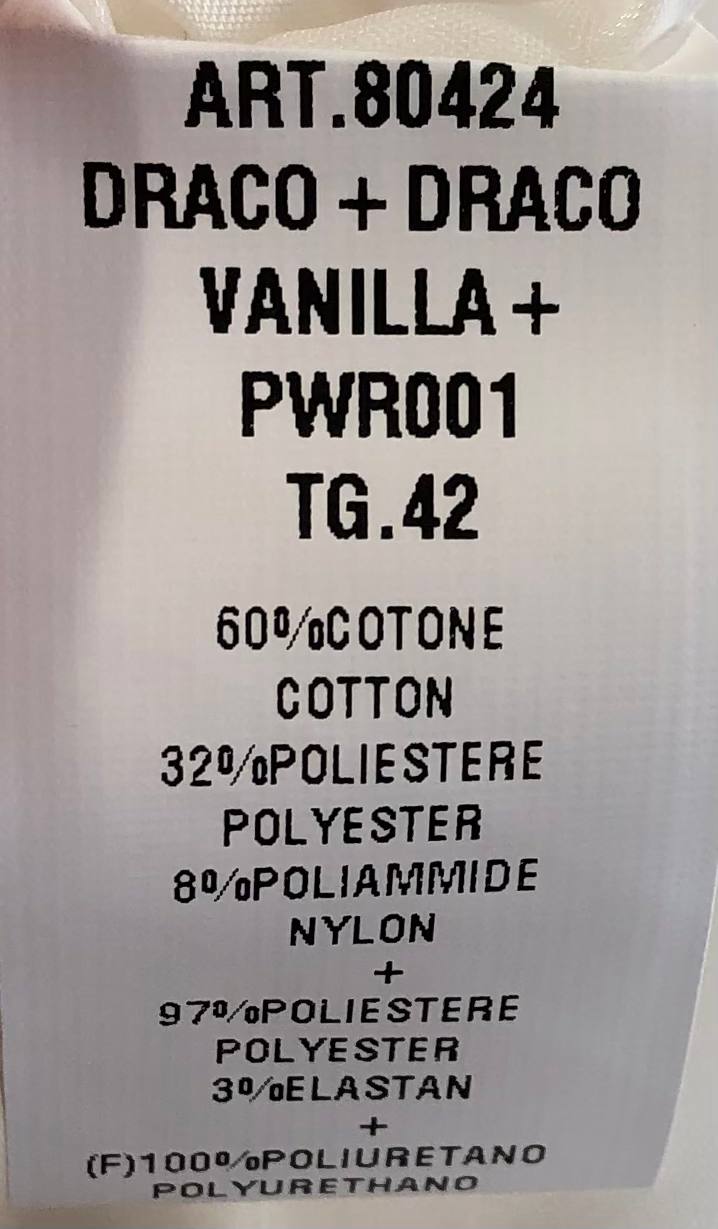 ART.80424
DRACO + DRACO
VANILLA +
PWR001
TG.42
60%COTONE
COTTON
32%POLIESTERE
POLYESTER
8%POLIAMMIDE
NYLON
+
97%POLIESTERE
POLYESTER
3%ELASTAN
+
(F)100%POLIURETANO
POLYURETHANO